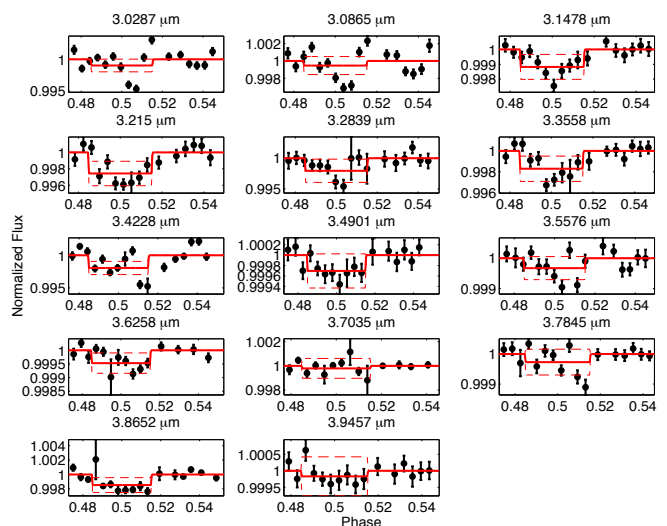 3.0287 µm 3.0865 µm 3.1478 µm
1 0.995 0.48 0.5 0.52 0.54
1.002 1 0.998 0.48 0.5 0.52 0.54
1 0.999 0.998 0.48 0.5 0.52 0.54
3.215 µm 3.2839 µm 3.3558 µm
1 0.998 0.996 0.48 0.5 0.52 0.54
1 0.995 0.48 0.5 0.52 0.54
1 0.998 0.996 0.48 0.5 0.52 0.54
Normalized Flux
3.4228 µm 3.4901 µm 3.5576 µm
1 0.995 0.48 0.5 0.52 0.54
1.0002 1 0.9998 0.9996 0.9994 0.48 0.5 0.52 0.54
1 0.999 0.48 0.5 0.52 0.54
3.6258 µm 3.7035 µm 3.7845 µm
1 0.9995 0.999 0.9985 0.48 0.5 0.52 0.54
1.002 1 0.998 0.48 0.5 0.52 0.54
1 0.999 0.48 0.5 0.52 0.54
3.8652 µm 3.9457 µm
1.004 1.002 1 0.998 0.48 0.5 0.52 0.54
1 0.9995 0.48 0.5 0.52 0.54
Phase